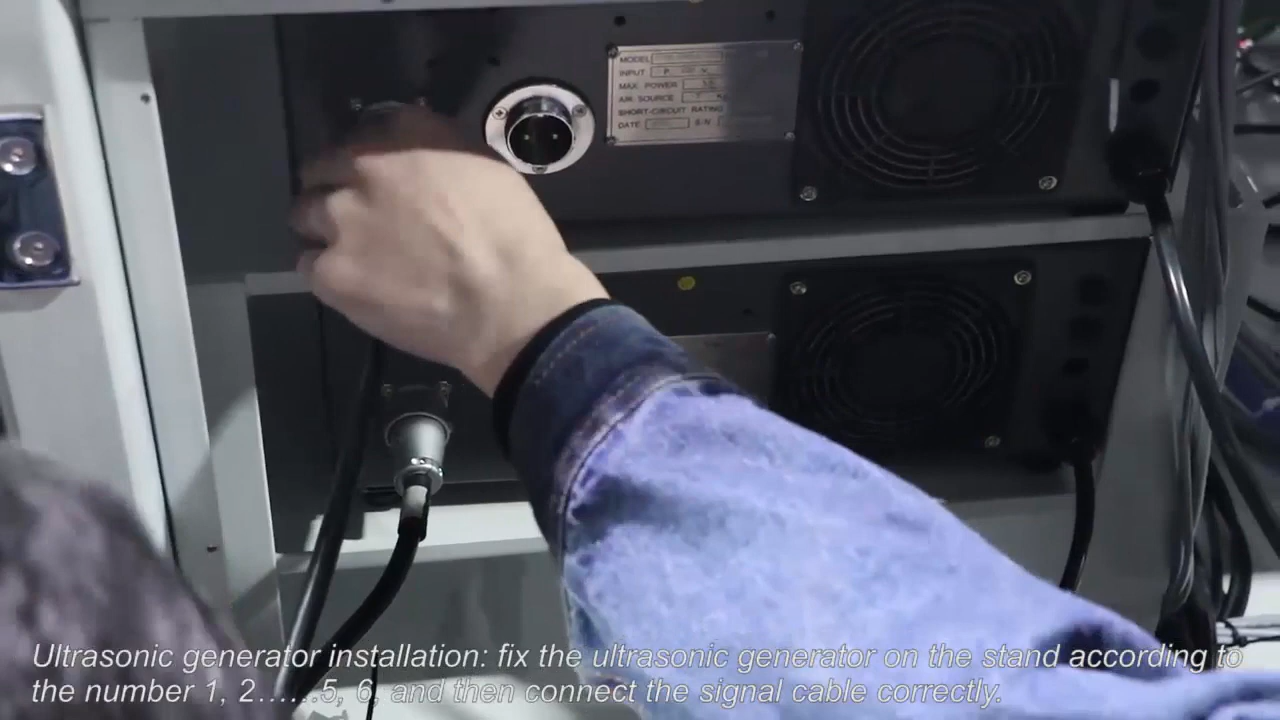 MODEL
INPUT P
MAX. POWER
AIR SOURCE
SHORT-CIRCUIT RATING
DATE S/N
Ultrasonic generator installation: fix the ultrasonic generator on the stand according to
the number 1, 2……5, 6, and then connect the signal cable correctly.